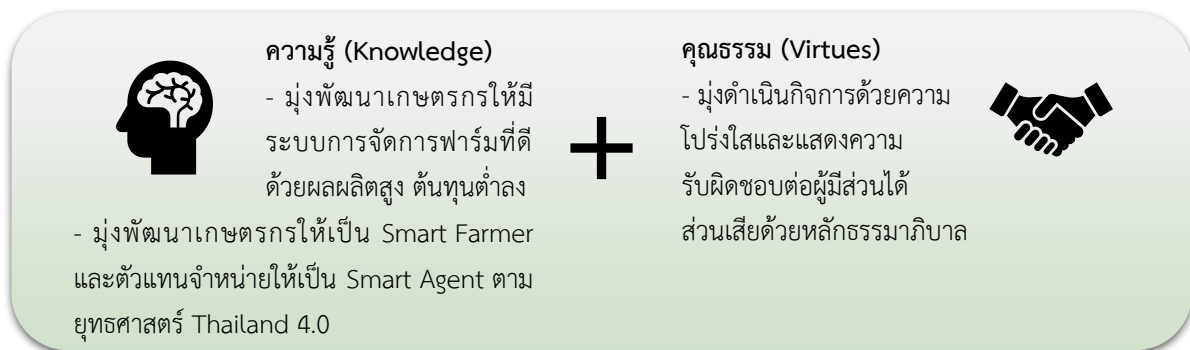 ความรู้ (Knowledge)
- มุ่งพัฒนาเกษตรกรให้มี
ระบบการจัดการฟาร์มที่ดี
ด้วยผลผลิตสูง ต้นทุนต่ำลง
- มุ่งพัฒนาเกษตรกรให้เป็น Smart Farmer
และตัวแทนจำหน่ายให้เป็น Smart Agent ตาม
ยุทธศาสตร์ Thailand 4.0
+
คุณธรรม (Virtues)
- มุ่งดำเนินกิจการด้วยความ
โปร่งใสและแสดงความ
รับผิดชอบต่อผู้มีส่วนได้
ส่วนเสียด้วยหลักธรรมาภิบาล